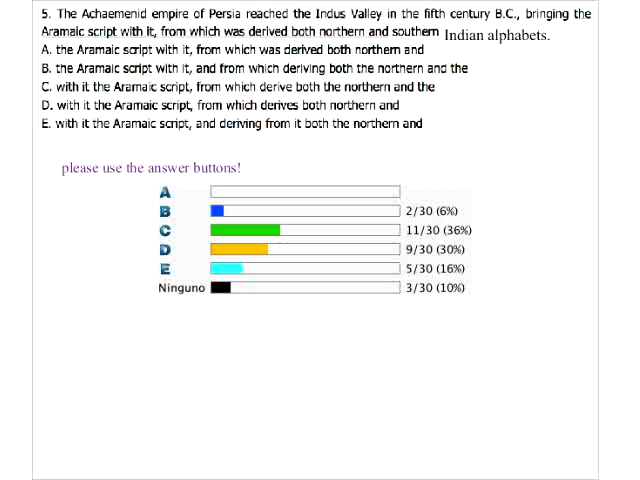 5. The Achaemenid empire of Persia reached the Indus Valley in the fifth century B.C., bringing the
Aramaic script with it, from which was derived both northern and southern Indian alphabets.
A. the Aramaic script with it, from which was derived both northern and
B. the Aramaic script with it, and from which deriving both the northern and the
C. with it the Aramaic script, from which derive both the northern and the
D. with it the Aramaic script, from which derives both northern and
E. with it the Aramaic script, and deriving from it both the northern and
please use the answer buttons!
A
B 2/30 (6%)
C 11/30 (36%)
D 9/30 (30%)
E 5/30 (16%)
Ninguno 3/30 (10%)